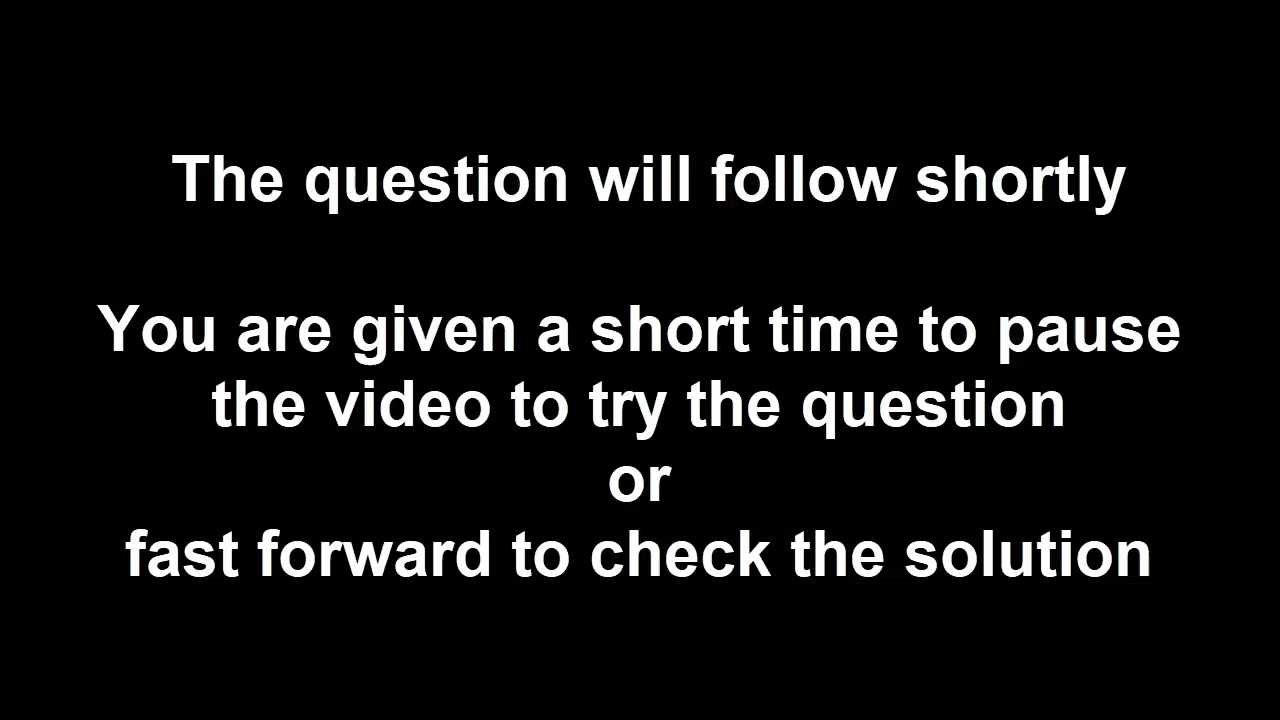 The question will follow shortly
You are given a short time to pause
the video to try the question
or
fast forward to check the solution